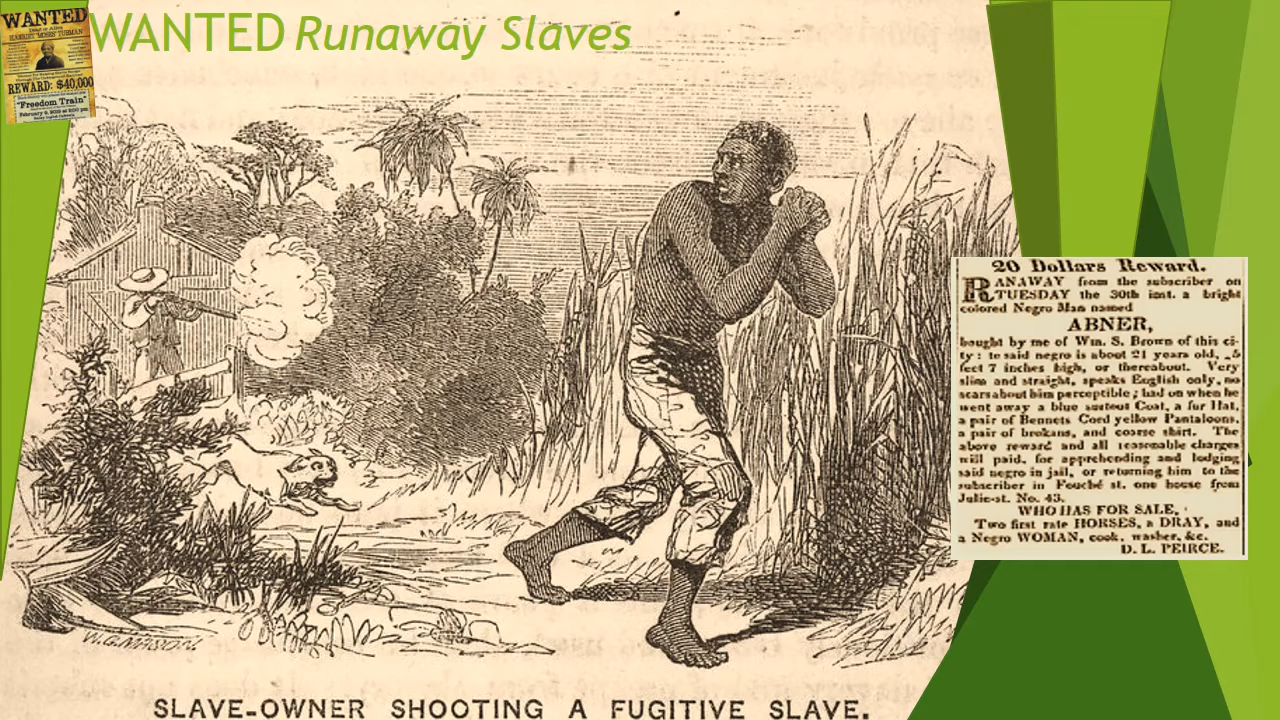 WANTED Runaway Slaves
WANTED
Dead or Alive
HARRIET "MOSES" TUBMAN
REWARD: $40,000
"Freedom Train"
20 Dollars Reward.
RANAWAY from the subscriber on
TUESDAY the 30th inst. a bright
colored Negro Man named
ABNER,
bought by me of Wm. S. Brown of this ci-
ty: te said negro is about 21 years old, 5
feet 7 inches high, or thereabout. Very
slim and straight, speaks English only, no
scars about him perceptible; had on when he
went away a blue surtout Coat, a fur Hat,
a pair of Bennets Cord yellow Pantaloons,
a pair of brokans, and coarse shirt. The
above reward and all reasonable charges
will paid, for apprehending and lodging
said negro in jail, or returning him to the
subscriber in Fouché st. one house from
Julie-st. No. 43.
WHO HAS FOR SALE,
Two first rate HORSES, a DRAY, and
a Negro WOMAN, cook, washer, &c.
D. L. PEIRCE.
SLAVE-OWNER SHOOTING A FUGITIVE SLAVE.